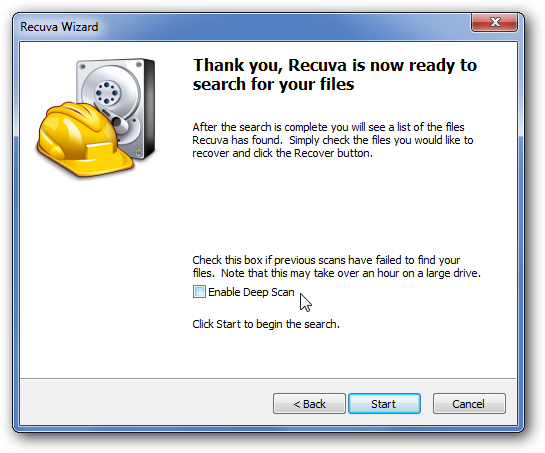 Recuva Wizard
Thank you, Recuva is now ready to
search for your files
After the search is complete you will see a list of the files
Recuva has found.  Simply check the files you would like to
recover and click the Recover button.
Check this box if previous scans have failed to find your
files.  Note that this may take over an hour on a large drive.
Enable Deep Scan
Click Start to begin the search.
< Back
Start
Cancel